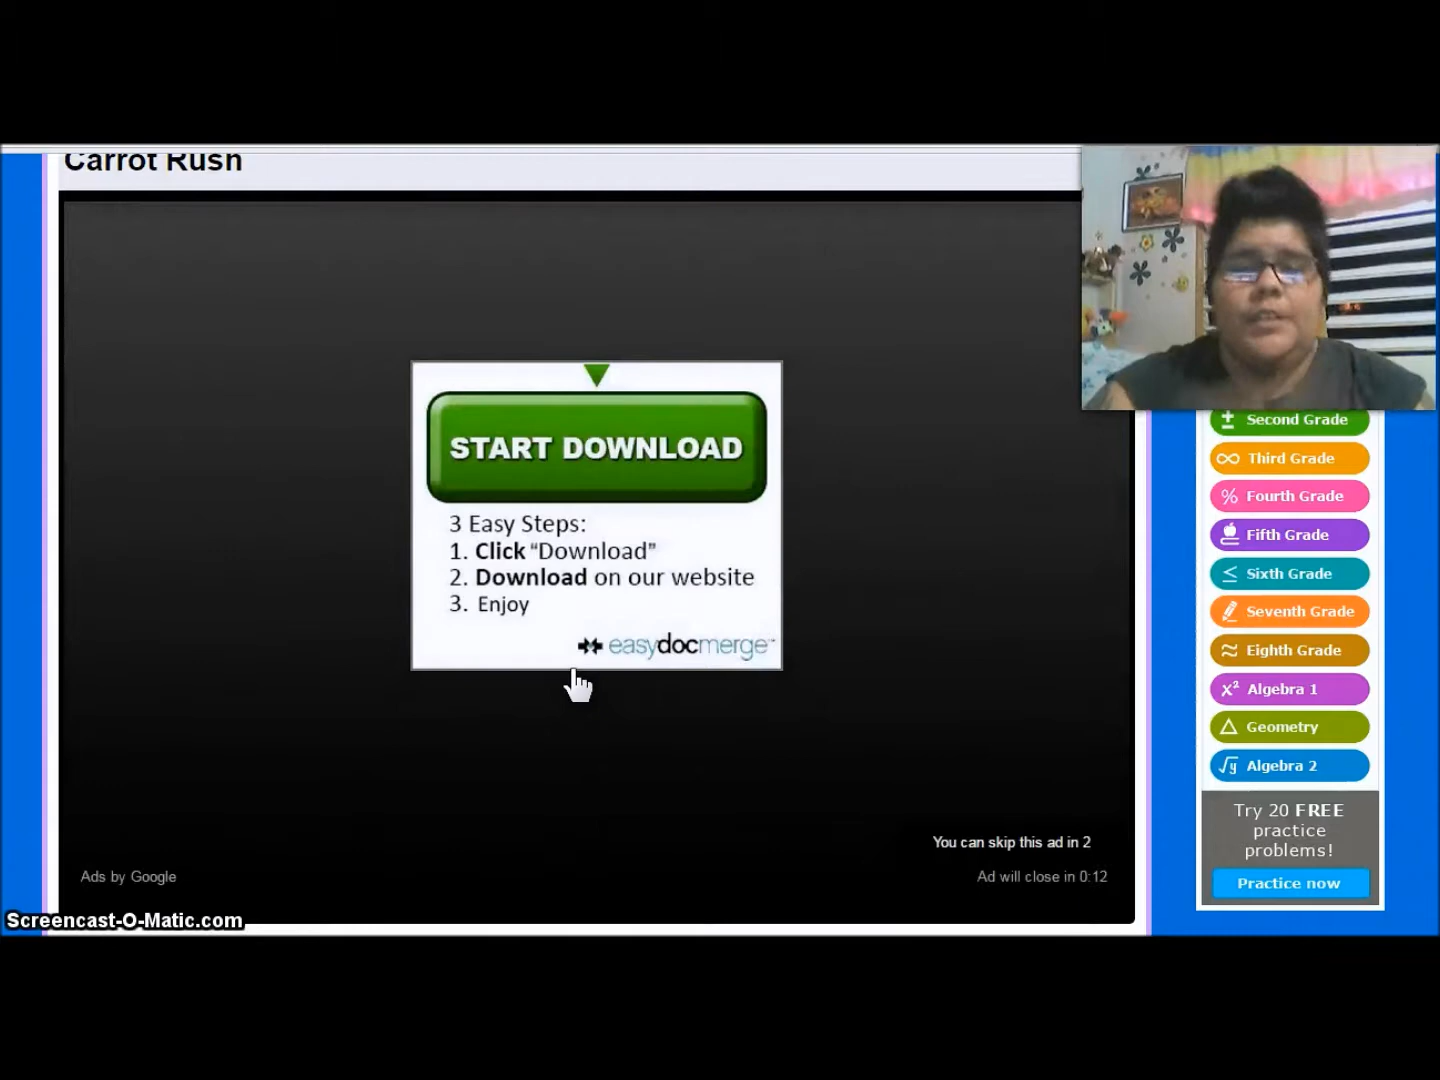 Carrot Rush
START DOWNLOAD
3 Easy Steps:
1. Click “Download”
2. Download on our website
3. Enjoy
easydocmerge
You can skip this ad in 2
Ads by Google
Ad will close in 0:12
± Second Grade
∞ Third Grade
% Fourth Grade
Fifth Grade
≤ Sixth Grade
Seventh Grade
≈ Eighth Grade
x² Algebra 1
△ Geometry
√y Algebra 2
Try 20 FREE
practice
problems!
Practice now
Screencast-O-Matic.com